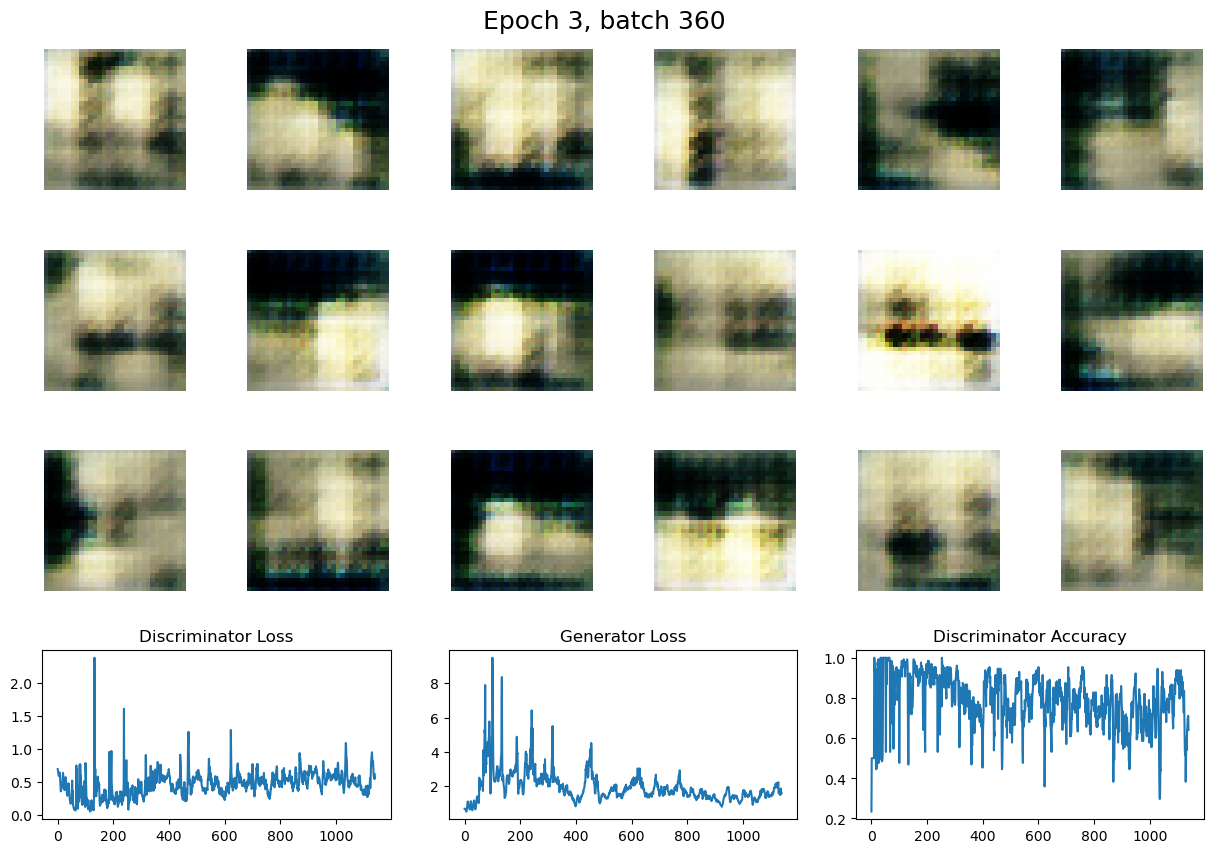 Epoch 3, batch 360
Discriminator Loss
Generator Loss
Discriminator Accuracy
2.0
1.5
1.0
0.5
0.0
0 200 400 600 800 1000
8
6
4
2
0 200 400 600 800 1000
1.0
0.8
0.6
0.4
0.2
0 200 400 600 800 1000